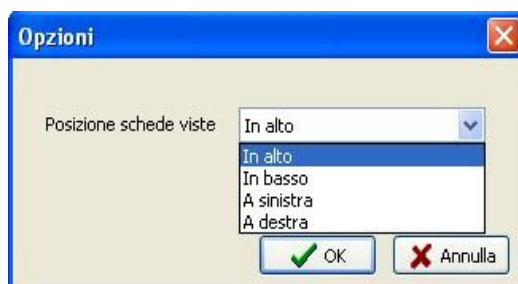 Opzioni
Posizione schede viste In alto
In alto
In basso
A sinistra
A destra
OK Annulla